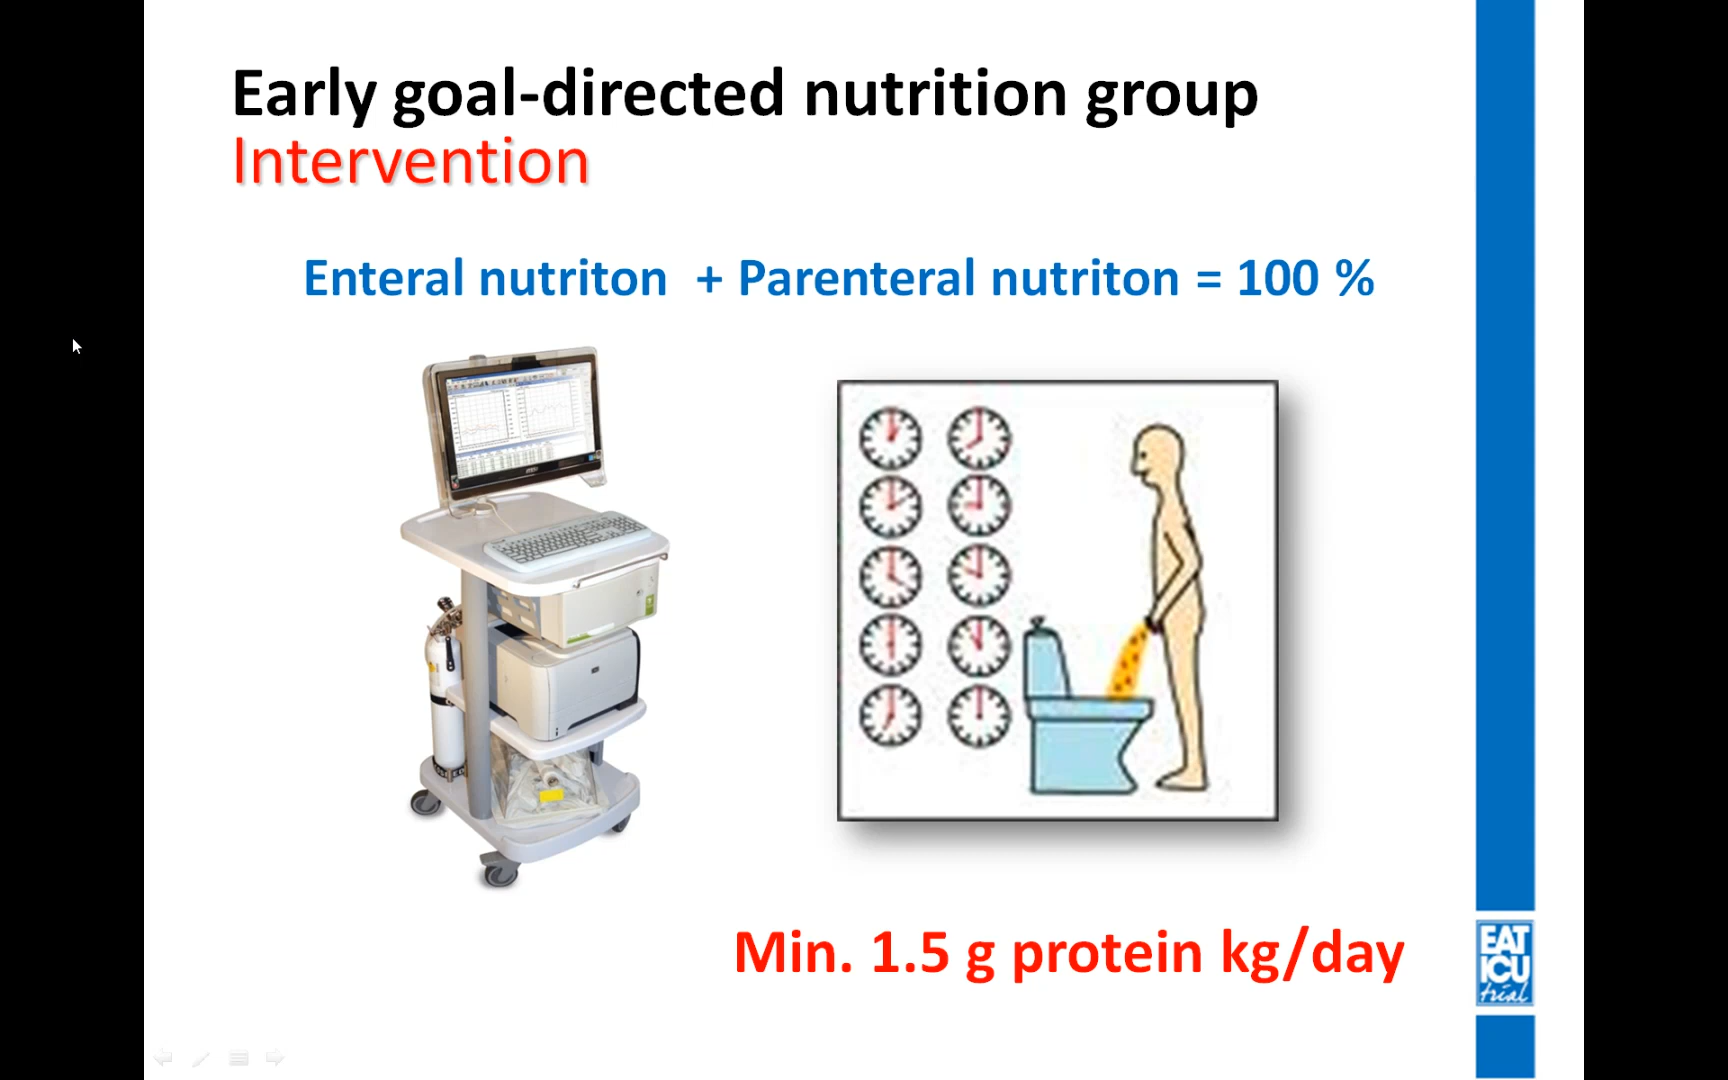 Early goal-directed nutrition group
Intervention
Enteral nutriton + Parenteral nutriton = 100 %
Min. 1.5 g protein kg/day
EAT
ICU
trial